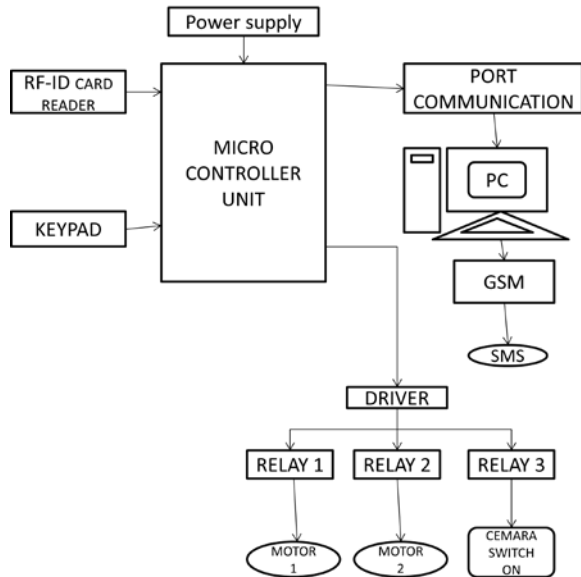 Power supply
RF-ID CARD
READER
MICRO
CONTROLLER
UNIT
PORT
COMMUNICATION
PC
KEYPAD
GSM
SMS
DRIVER
RELAY 1
RELAY 2
RELAY 3
MOTOR
1
MOTOR
2
CEMARA
SWITCH
ON